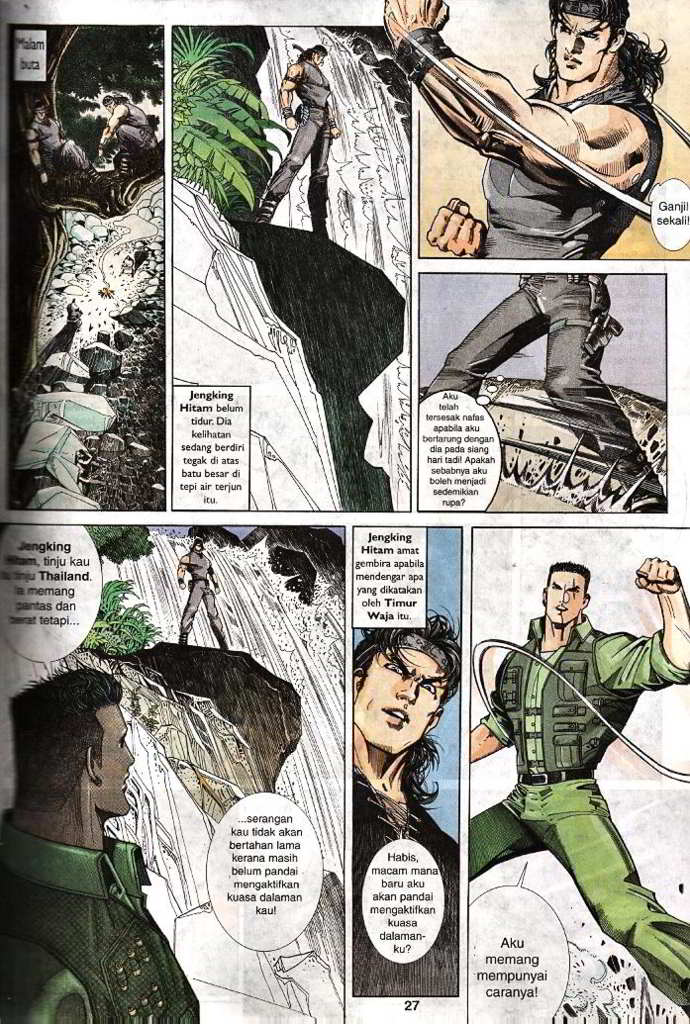 Malam
buta
Jengking
Hitam belum
tidur. Dia
kelihatan
sedang berdiri
tegak di atas
batu besar di
tepi air terjun
itu.
Ganjil
sekali!
Aku
telah
tersesak nafas
apabila aku
bertarung dengan
dia pada siang
hari tadi! Apakah
sebabnya aku
boleh menjadi
sedemikian
rupa?
Jengking
Hitam, tinju kau
tinju Thailand.
Ia memang
pantas dan
berat tetapi...
...serangan
kau tidak akan
bertahan lama
kerana masih
belum pandai
mengaktifkan
kuasa dalaman
kau!
Jengking
Hitam amat
gembira apabila
mendengar apa
yang dikatakan
oleh Timur
Waja itu.
Habis,
macam mana
baru aku
akan pandai
mengaktifkan
kuasa
dalaman-
ku?
Aku
memang
mempunyai
caranya!
27